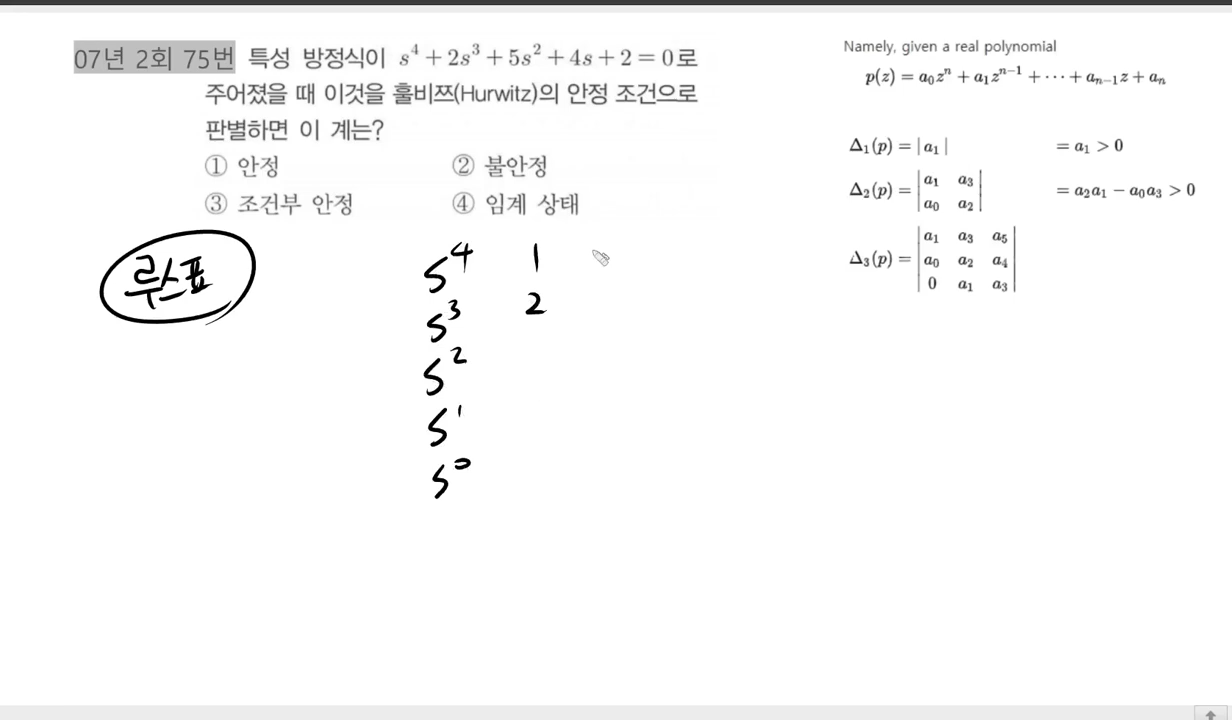 07년 2회 75번 특성 방정식이 s⁴ + 2s³ + 5s² + 4s + 2 = 0로
주어졌을 때 이것을 훌비쯔(Hurwitz)의 안정 조건으로
판별하면 이 계는?
① 안정 ② 불안정
③ 조건부 안정 ④ 임계 상태
루스표
S⁴ 1
S³ 2
S²
S¹
S⁰
Namely, given a real polynomial
p(z) = a₀zⁿ + a₁zⁿ⁻¹ + ⋯ + aₙ₋₁z + aₙ
Δ₁(p) = | a₁ | = a₁ > 0
Δ₂(p) = | a₁ a₃ | = a₂a₁ − a₀a₃ > 0
| a₀ a₂ |
Δ₃(p) = | a₁ a₃ a₅ |
| a₀ a₂ a₄ |
| 0 a₁ a₃ |